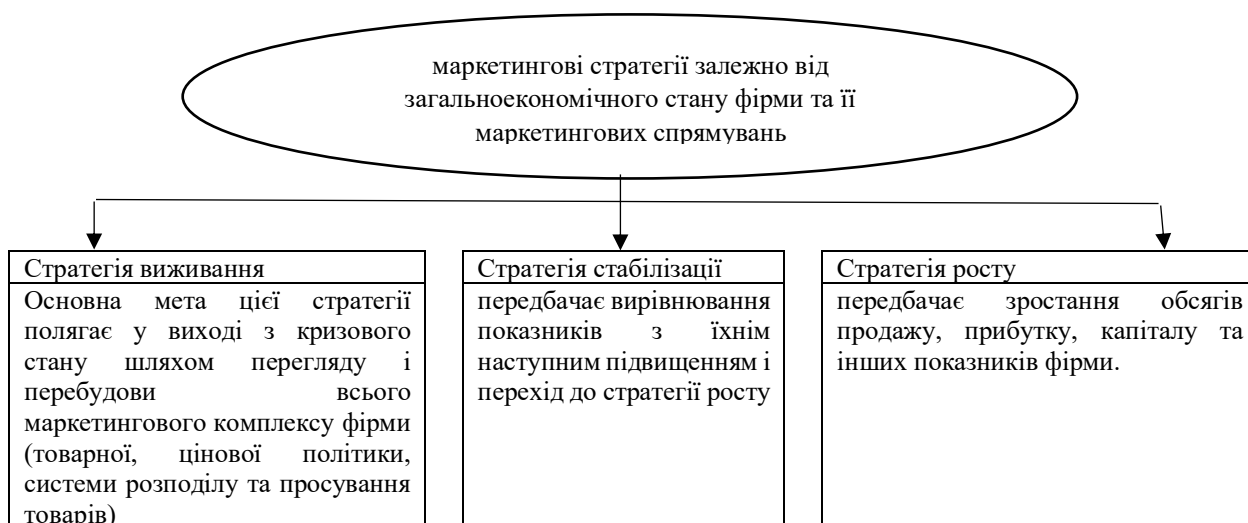 маркетингові стратегії залежно від
загальноекономічного стану фірми та її
маркетингових спрямувань
Стратегія виживання
Основна мета цієї стратегії
полягає у виході з кризового
стану шляхом перегляду і
перебудови всього
маркетингового комплексу фірми
(товарної, цінової політики,
системи розподілу та просування
товарів)
Стратегія стабілізації
передбачає вирівнювання
показників з їхнім
наступним підвищенням і
перехід до стратегії росту
Стратегія росту
передбачає зростання обсягів
продажу, прибутку, капіталу та
інших показників фірми.